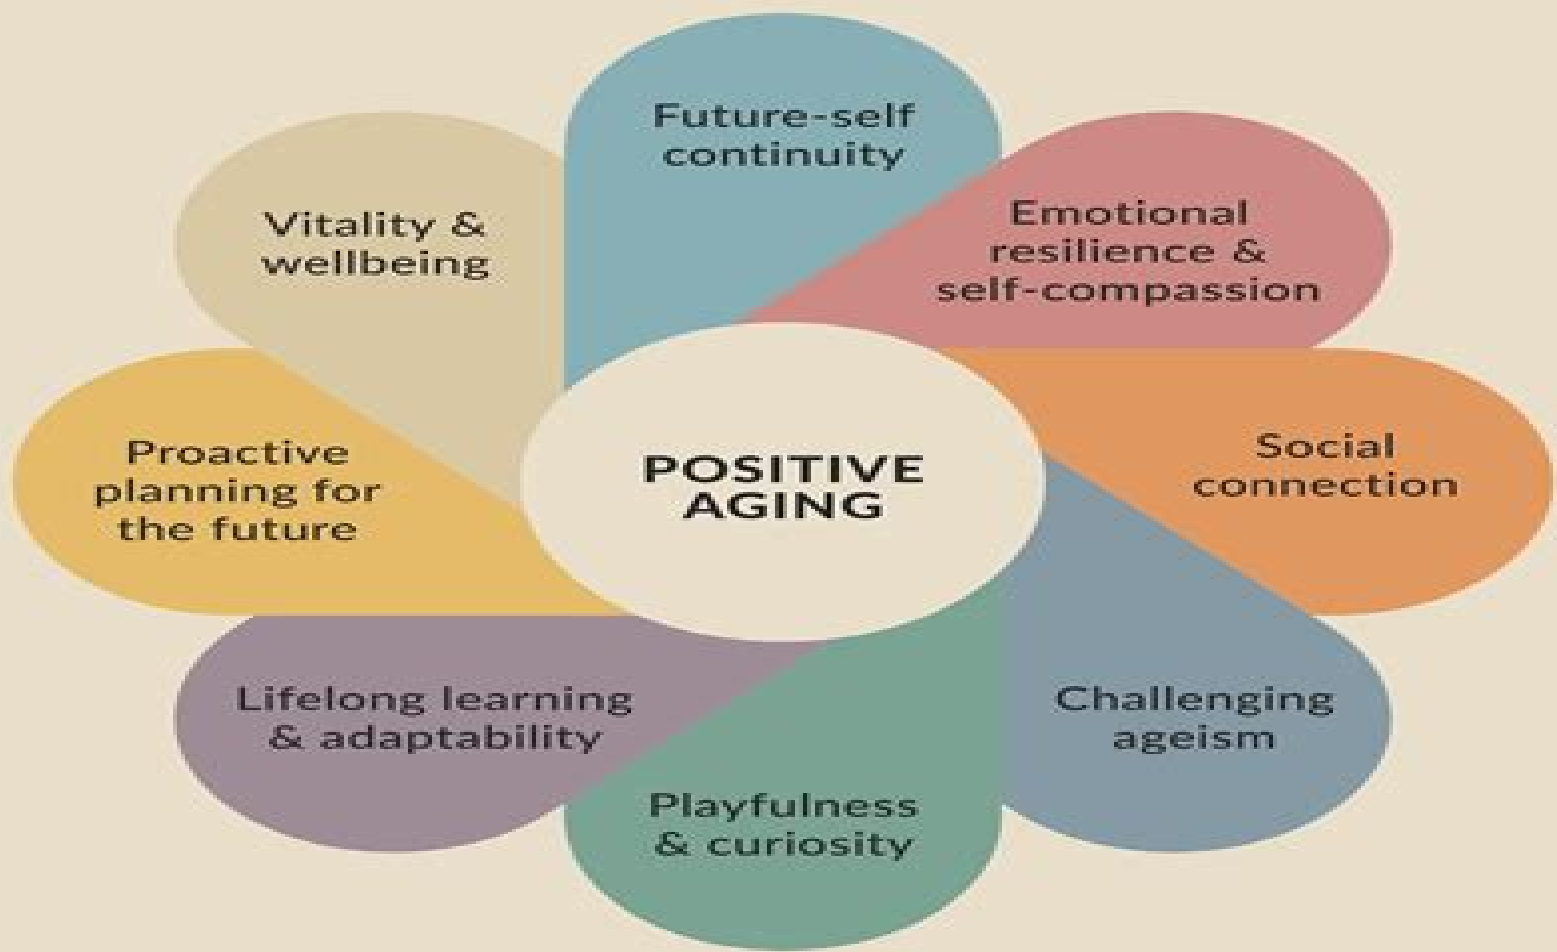 Future-self
continuity
Emotional
resilience &
self-compassion
Social
connection
Challenging
ageism
Playfulness
& curiosity
Lifelong learning
& adaptability
Proactive
planning for
the future
Vitality &
wellbeing
POSITIVE
AGING